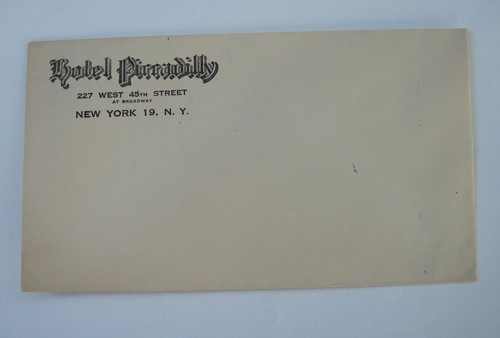 Hotel Piccadilly
227 WEST 45TH STREET
AT BROADWAY
NEW YORK 19, N. Y.